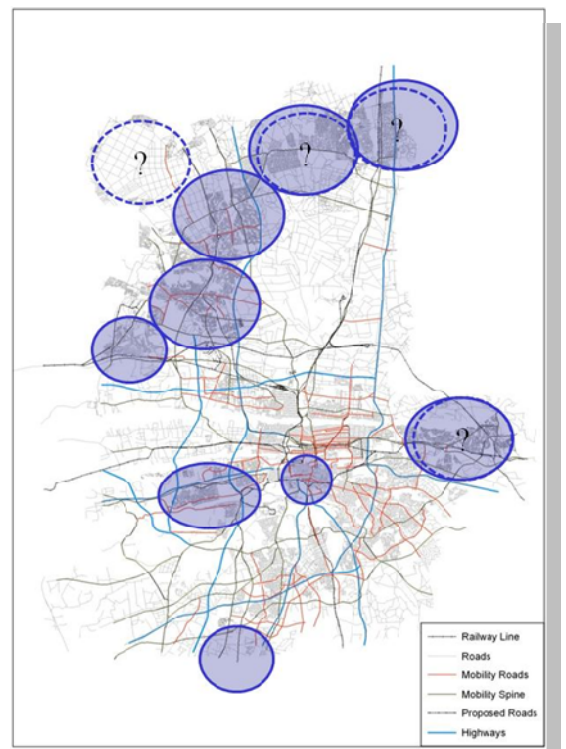 ?
?
?
?
Railway Line
Roads
Mobility Roads
Mobility Spine
Proposed Roads
Highways